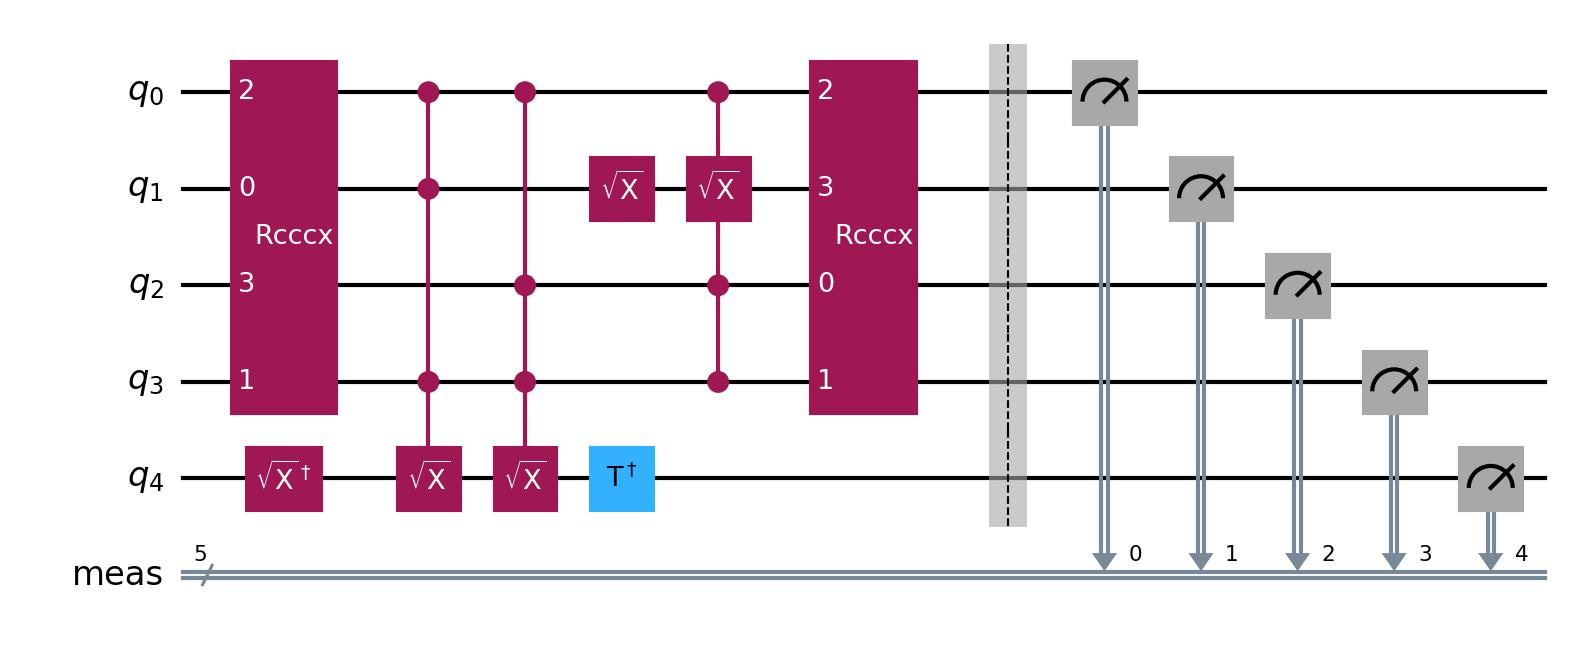 q0 2 2
q1 0 √X √X 3
Rcccx Rcccx
q2 3 0
q3 1 1
q4 √X† √X √X T†
meas 5 0 1 2 3 4